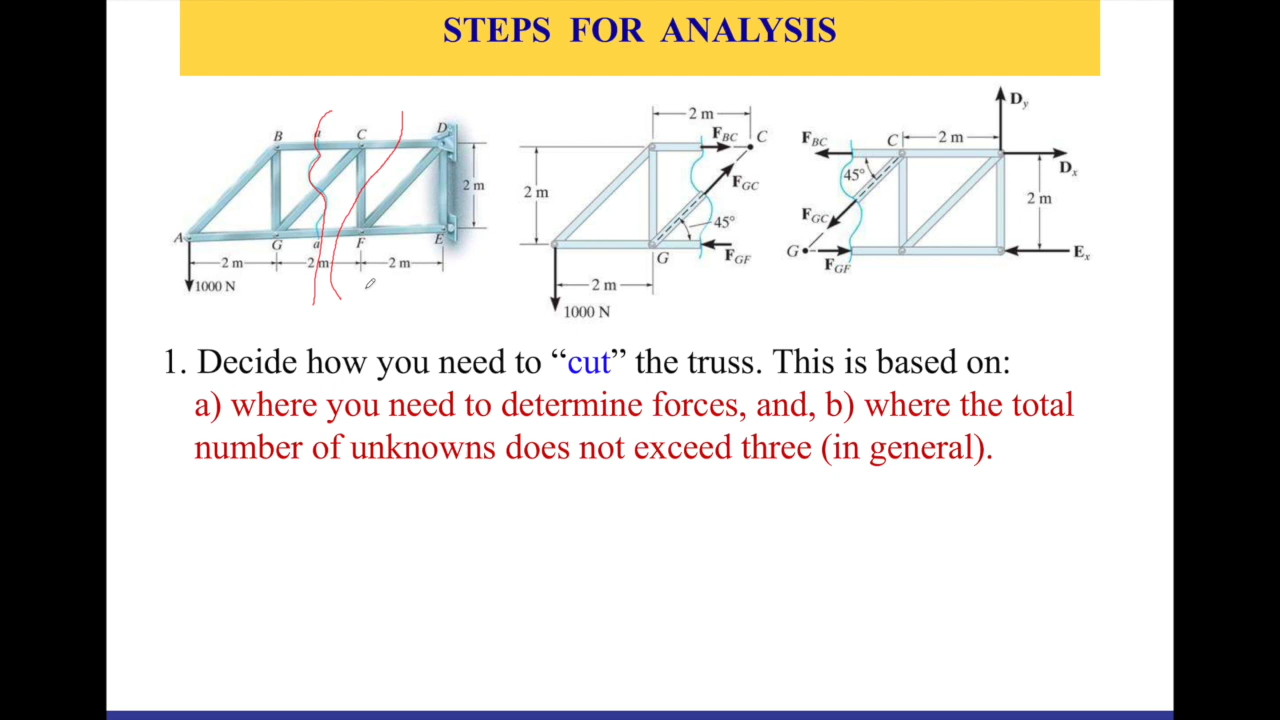 STEPS FOR ANALYSIS
B a C D
2 m
A G a F E
2 m 2 m 2 m
1000 N
2 m
F_BC C
2 m
F_GC
45°
G F_GF
2 m
1000 N
D_y
F_BC C 2 m
D_x
45°
2 m
F_GC
G E_x
F_GF
1. Decide how you need to “cut” the truss. This is based on:
a) where you need to determine forces, and, b) where the total
number of unknowns does not exceed three (in general).